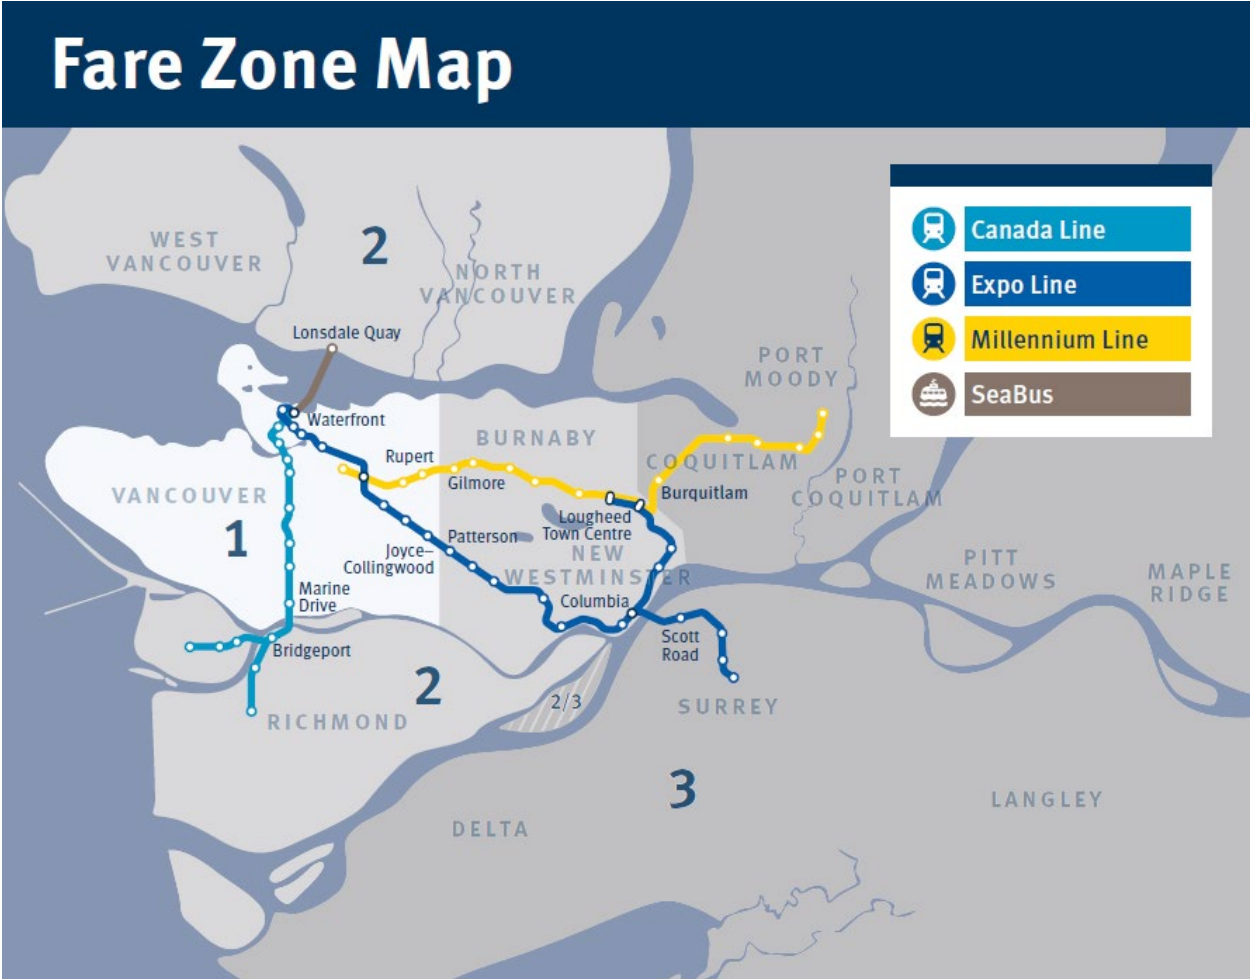 Fare Zone Map
Canada Line
Expo Line
Millennium Line
SeaBus
WEST
VANCOUVER
2
NORTH
VANCOUVER
Lonsdale Quay
PORT
MOODY
Waterfront
BURNABY
Rupert
Gilmore
COQUITLAM
Burquitlam
PORT
COQUITLAM
VANCOUVER
1
Lougheed
Town Centre
Patterson
Joyce–
Collingwood
NEW
WESTMINSTER
PITT
MEADOWS
MAPLE
RIDGE
Marine
Drive
Columbia
Bridgeport
Scott
Road
2
2/3
RICHMOND
SURREY
3
DELTA
LANGLEY